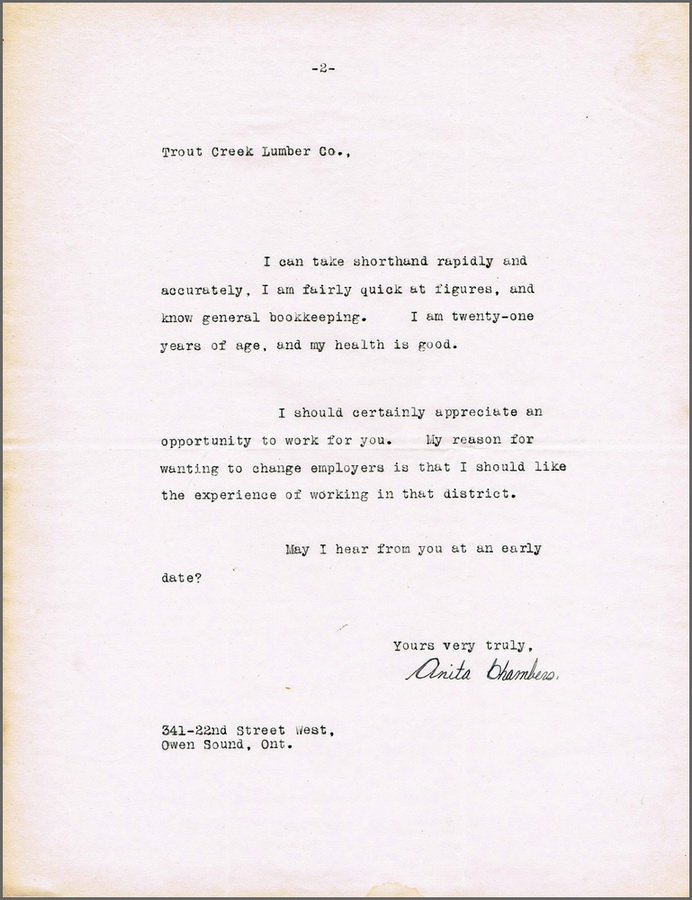 -2-
Trout Creek Lumber Co.,
I can take shorthand rapidly and
accurately, I am fairly quick at figures, and
know general bookkeeping. I am twenty-one
years of age, and my health is good.
I should certainly appreciate an
opportunity to work for you. My reason for
wanting to change employers is that I should like
the experience of working in that district.
May I hear from you at an early
date?
Yours very truly,
Anita Chambers.
341-22nd Street West,
Owen Sound, Ont.